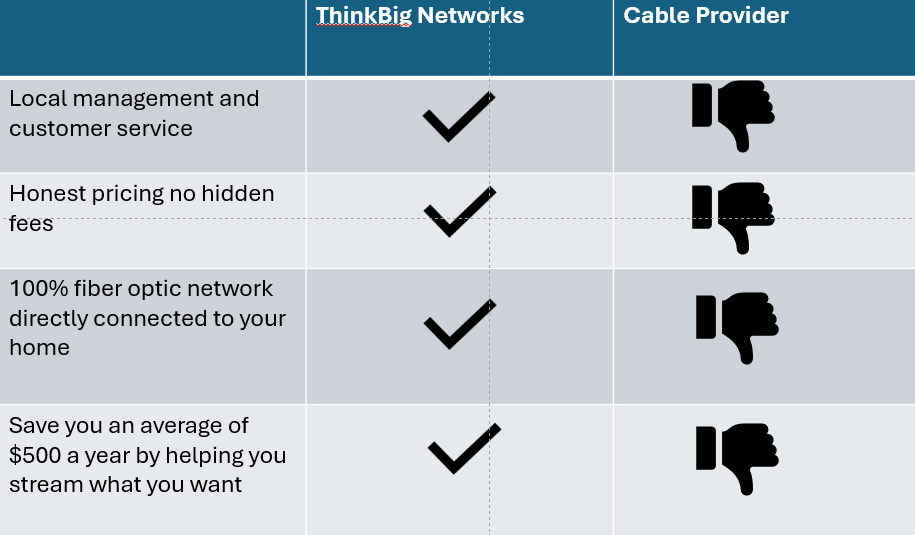 ThinkBig Networks
Cable Provider
Local management and
customer service
Honest pricing no hidden
fees
100% fiber optic network
directly connected to your
home
Save you an average of
$500 a year by helping you
stream what you want